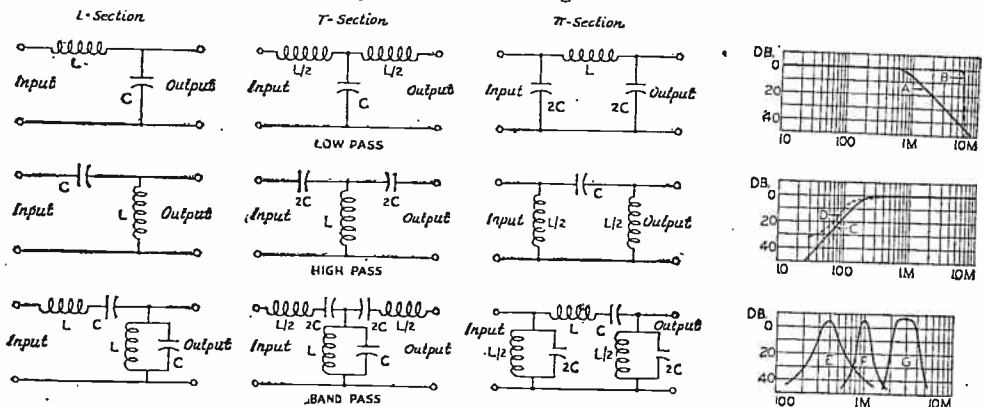 L-Section T-Section π-Section
L L/2 L/2 L
Input C Output Input C Output Input 2C 2C Output
LOW PASS
DB.
0
20
40
A B
10 100 1M 10M
C 2C 2C C
Input L Output Input L Output Input L/2 L/2 Output
HIGH PASS
DB.
0
20
40
D C
10 100 1M 10M
L C L/2 2C 2C L/2 L C
Input L C Output Input L C Output Input L/2 2C L/2 2C Output
BAND PASS
DB.
0
20
40
E F G
100 1M 10M